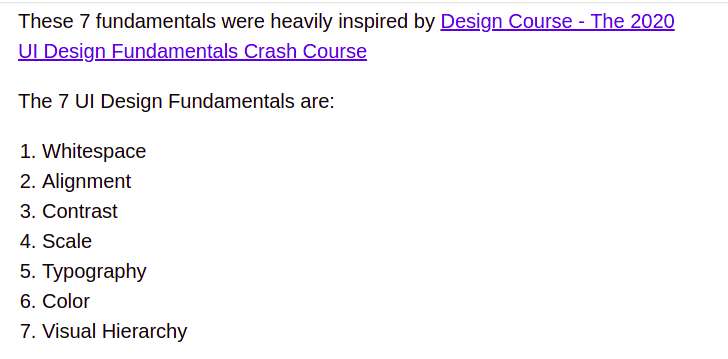 These 7 fundamentals were heavily inspired by Design Course - The 2020
UI Design Fundamentals Crash Course
The 7 UI Design Fundamentals are:
1. Whitespace
2. Alignment
3. Contrast
4. Scale
5. Typography
6. Color
7. Visual Hierarchy